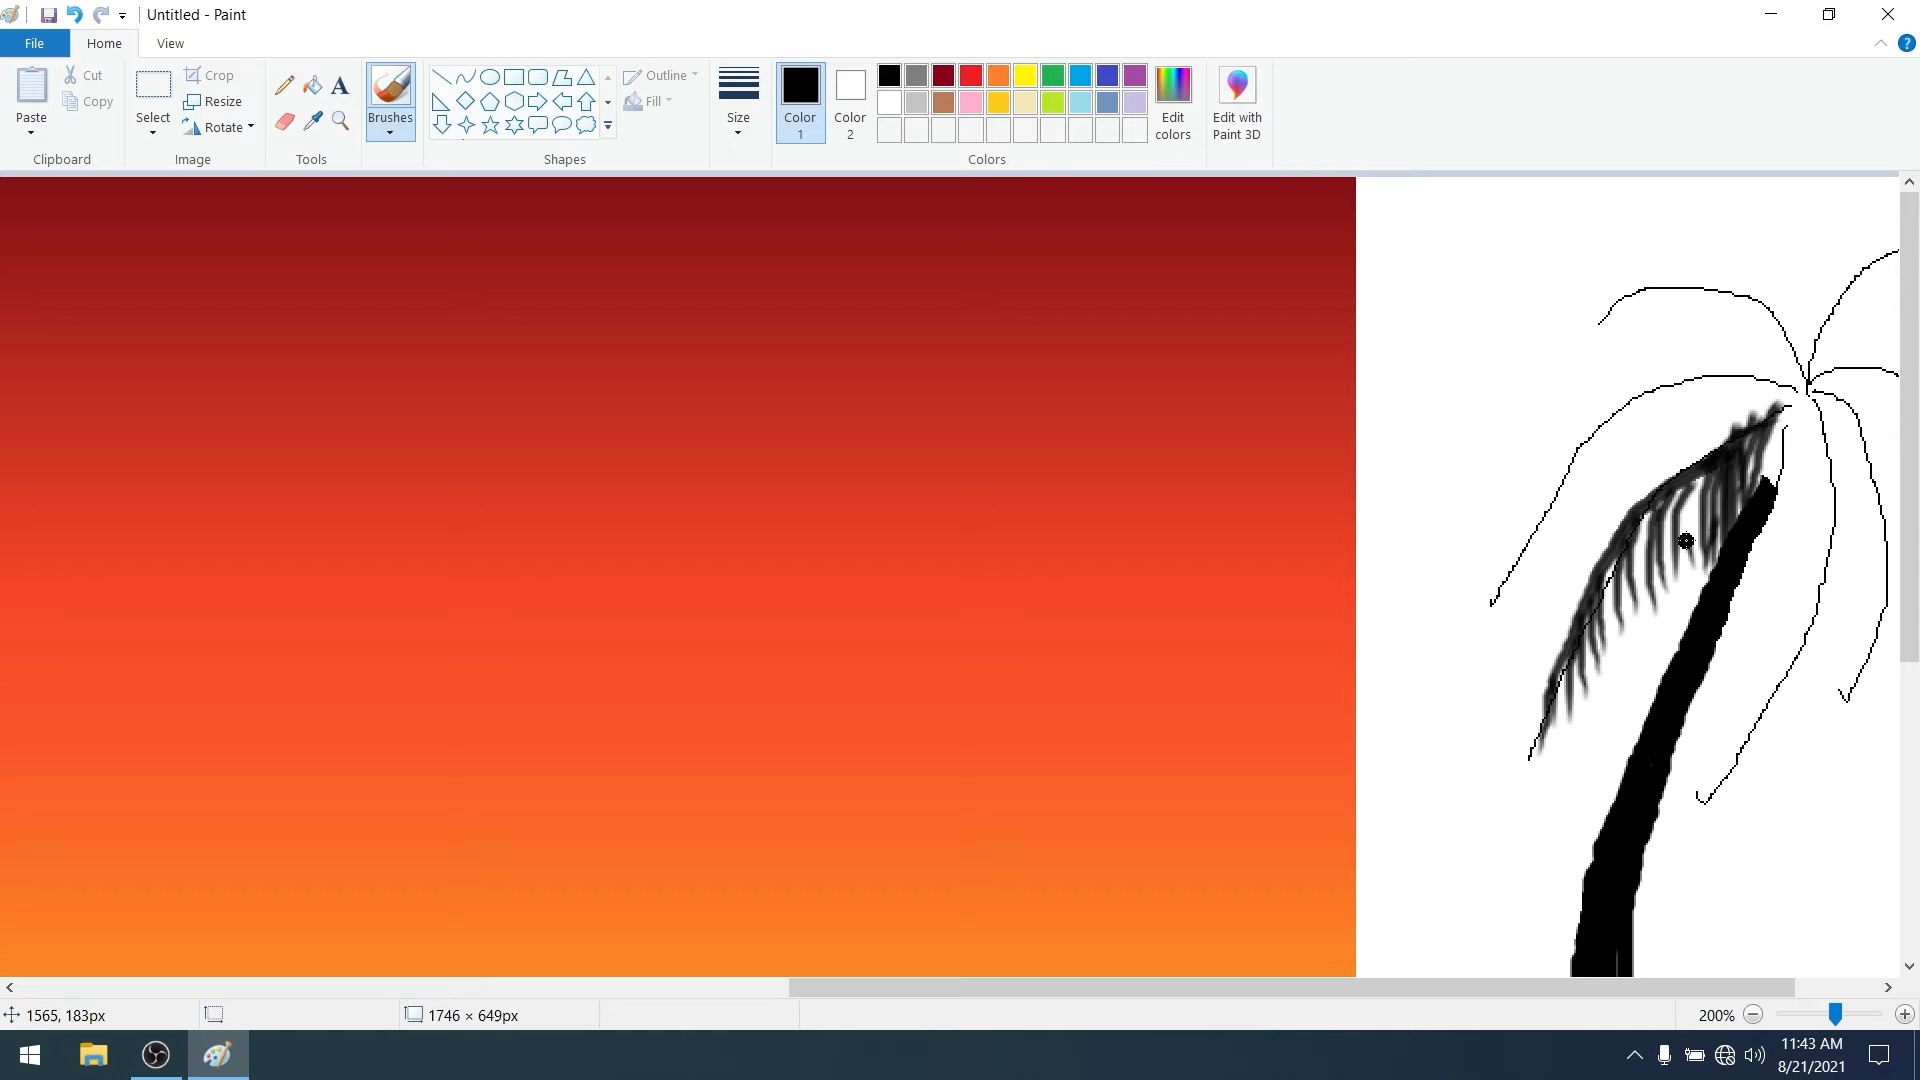 Untitled - Paint
File Home View
Paste
Cut
Copy
Clipboard
Select
Crop
Resize
Rotate
Image
Tools
Brushes
Outline
Fill
Shapes
Size
Color 1
Color 2
Edit colors
Colors
Edit with Paint 3D
1565, 183px
1746 × 649px
200%
11:43 AM
8/21/2021